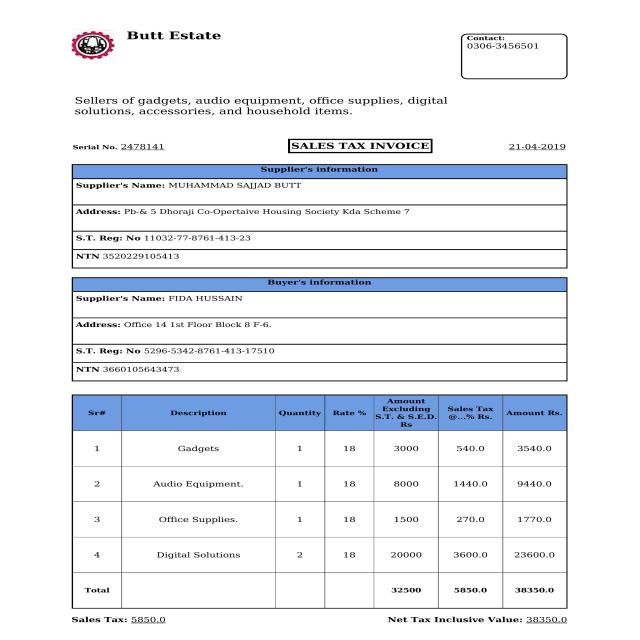 Butt Estate
Contact:
0306-3456501
Sellers of gadgets, audio equipment, office supplies, digital
solutions, accessories, and household items.
Serial No. 2478141 SALES TAX INVOICE 21-04-2019
Supplier's information
Supplier's Name: MUHAMMAD SAJJAD BUTT
Address: Pb-& 5 Dhoraji Co-Opertaive Housing Society Kda Scheme 7
S.T. Reg: No 11032-77-8761-413-23
NTN 3520229105413
Buyer's information
Supplier's Name: FIDA HUSSAIN
Address: Office 14 1st Floor Block 8 F-6.
S.T. Reg: No 5296-5342-8761-413-17510
NTN 3660105643473
Sr# Description Quantity Rate % Amount Excluding S.T. & S.E.D. Rs Sales Tax @...% Rs. Amount Rs.
1 Gadgets 1 18 3000 540.0 3540.0
2 Audio Equipment. 1 18 8000 1440.0 9440.0
3 Office Supplies. 1 18 1500 270.0 1770.0
4 Digital Solutions 2 18 20000 3600.0 23600.0
Total 32500 5850.0 38350.0
Sales Tax: 5850.0 Net Tax Inclusive Value: 38350.0